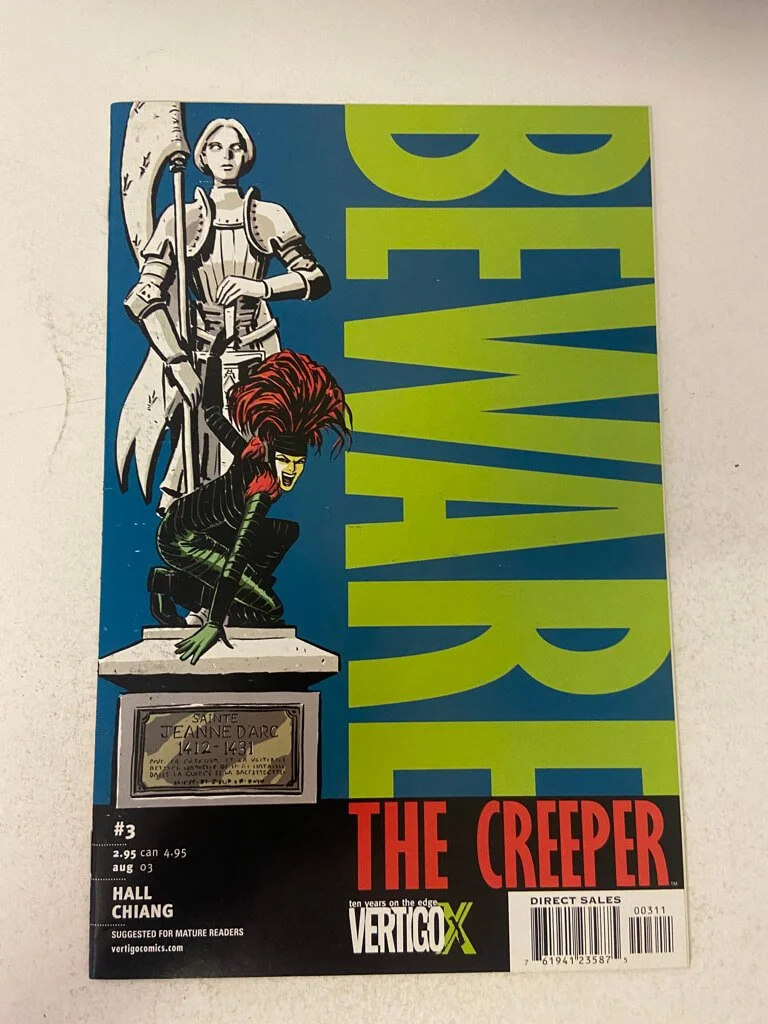 BEWARE
THE CREEPER
TM
SAINTE
JEANNE D'ARC
1412-1431
#3
2.95 can 4.95
aug 03
HALL
CHIANG
SUGGESTED FOR MATURE READERS
vertigocomics.com
ten years on the edge
VERTIGO X
DIRECT SALES
00311
7 61941 23587 5